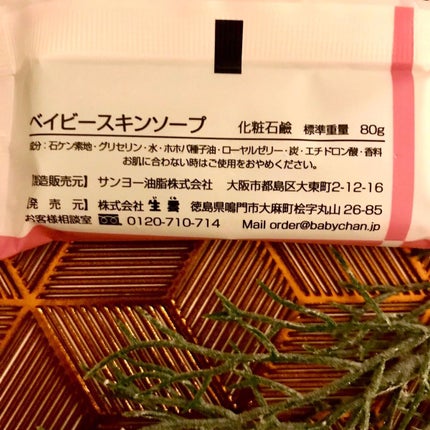 ベイビースキンソープ 化粧石鹸 標準重量 80g
成分：石ケン素地・グリセリン・水・ホホバ種子油・ローヤルゼリー・炭・エチドロン酸・香料
お肌に合わない時はご使用をおやめください。
【製造販売元】 サンヨー油脂株式会社 大阪市都島区大東町2-12-16
【発 売 元】 株式会社 徳島県鳴門市大麻町桧字丸山 26-85
お客様相談室 0120-710-714 Mail order@babychan.jp